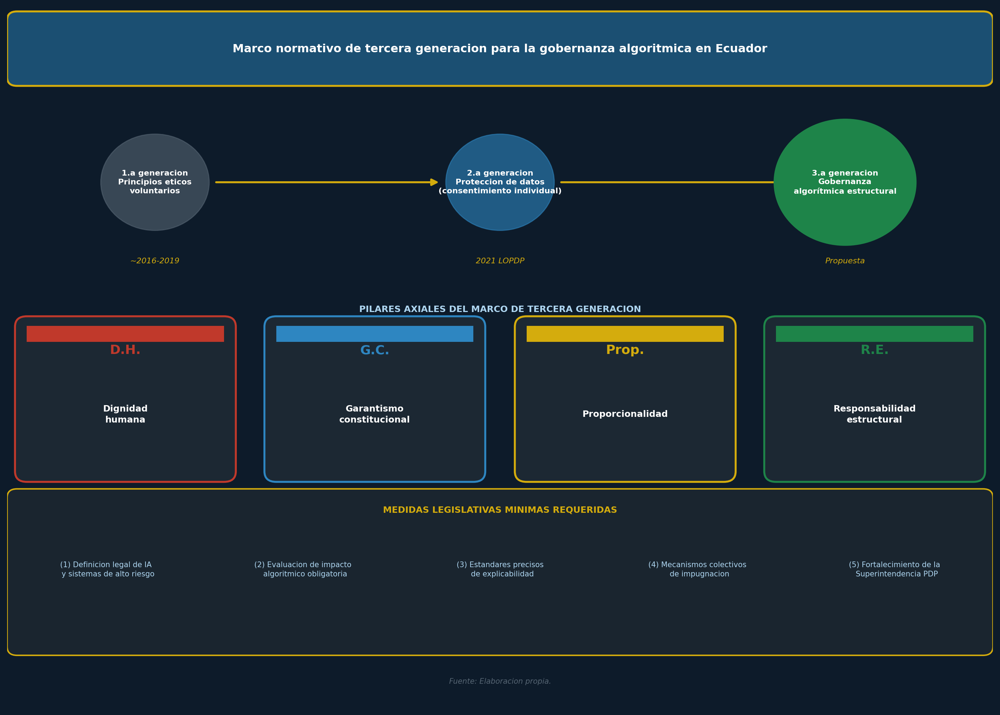 Marco normativo de tercera generacion para la gobernanza algoritmica en Ecuador
1.a generacion
Principios eticos
voluntarios
2.a generacion
Proteccion de datos
(consentimiento individual)
3.a generacion
Gobernanza
algorítmica estructural
~2016-2019
2021 LOPDP
Propuesta
PILARES AXIALES DEL MARCO DE TERCERA GENERACION
D.H.
Dignidad
humana
G.C.
Garantismo
constitucional
Prop.
Proporcionalidad
R.E.
Responsabilidad
estructural
MEDIDAS LEGISLATIVAS MINIMAS REQUERIDAS
(1) Definicion legal de IA
y sistemas de alto riesgo
(2) Evaluacion de impacto
algoritmico obligatoria
(3) Estandares precisos
de explicabilidad
(4) Mecanismos colectivos
de impugnacion
(5) Fortalecimiento de la
Superintendencia PDP
Fuente: Elaboracion propia.